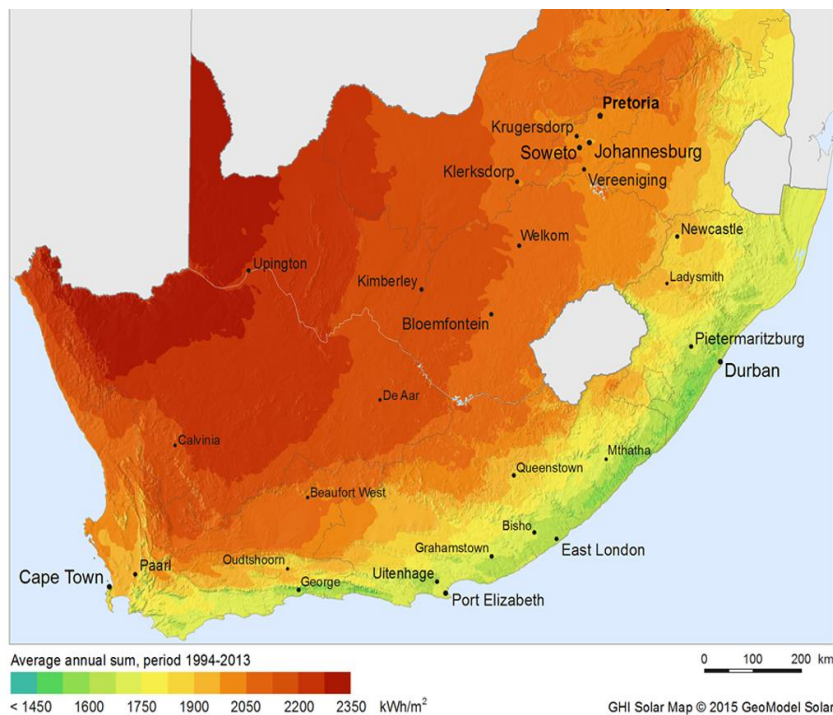 Pretoria
Krugersdorp
Soweto
Johannesburg
Klerksdorp
Vereeniging
Welkom
Newcastle
Upington
Ladysmith
Kimberley
Bloemfontein
Pietermaritzburg
Durban
De Aar
Calvinia
Mthatha
Queenstown
Beaufort West
Bisho
East London
Grahamstown
Oudtshoorn
Paarl
Cape Town
Uitenhage
George
Port Elizabeth
Average annual sum, period 1994-2013
0 100 200 km
< 1450 1600 1750 1900 2050 2200 2350 kWh/m²
GHI Solar Map © 2015 GeoModel Solar